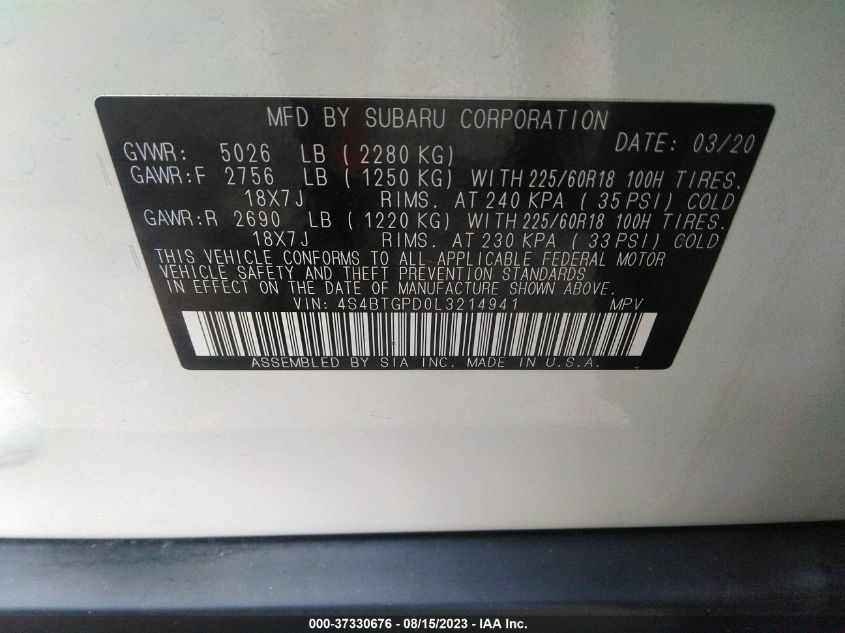 MFD BY SUBARU CORPORATION
DATE: 03/20
GVWR: 5026 LB ( 2280 KG)
GAWR:F 2756 LB ( 1250 KG) WITH 225/60R18 100H TIRES.
18X7J RIMS. AT 240 KPA ( 35 PSI) COLD
GAWR:R 2690 LB ( 1220 KG) WITH 225/60R18 100H TIRES.
18X7J RIMS. AT 230 KPA ( 33 PSI) COLD
THIS VEHICLE CONFORMS TO ALL APPLICABLE FEDERAL MOTOR
VEHICLE SAFETY AND THEFT PREVENTION STANDARDS
IN EFFECT ON THE DATE OF MANUFACTURE SHOWN ABOVE.
VIN: 4S4BTGPD0L3214941 MPV
ASSEMBLED BY SIA INC. MADE IN U.S.A.
000-37330676 - 08/15/2023 - IAA Inc.